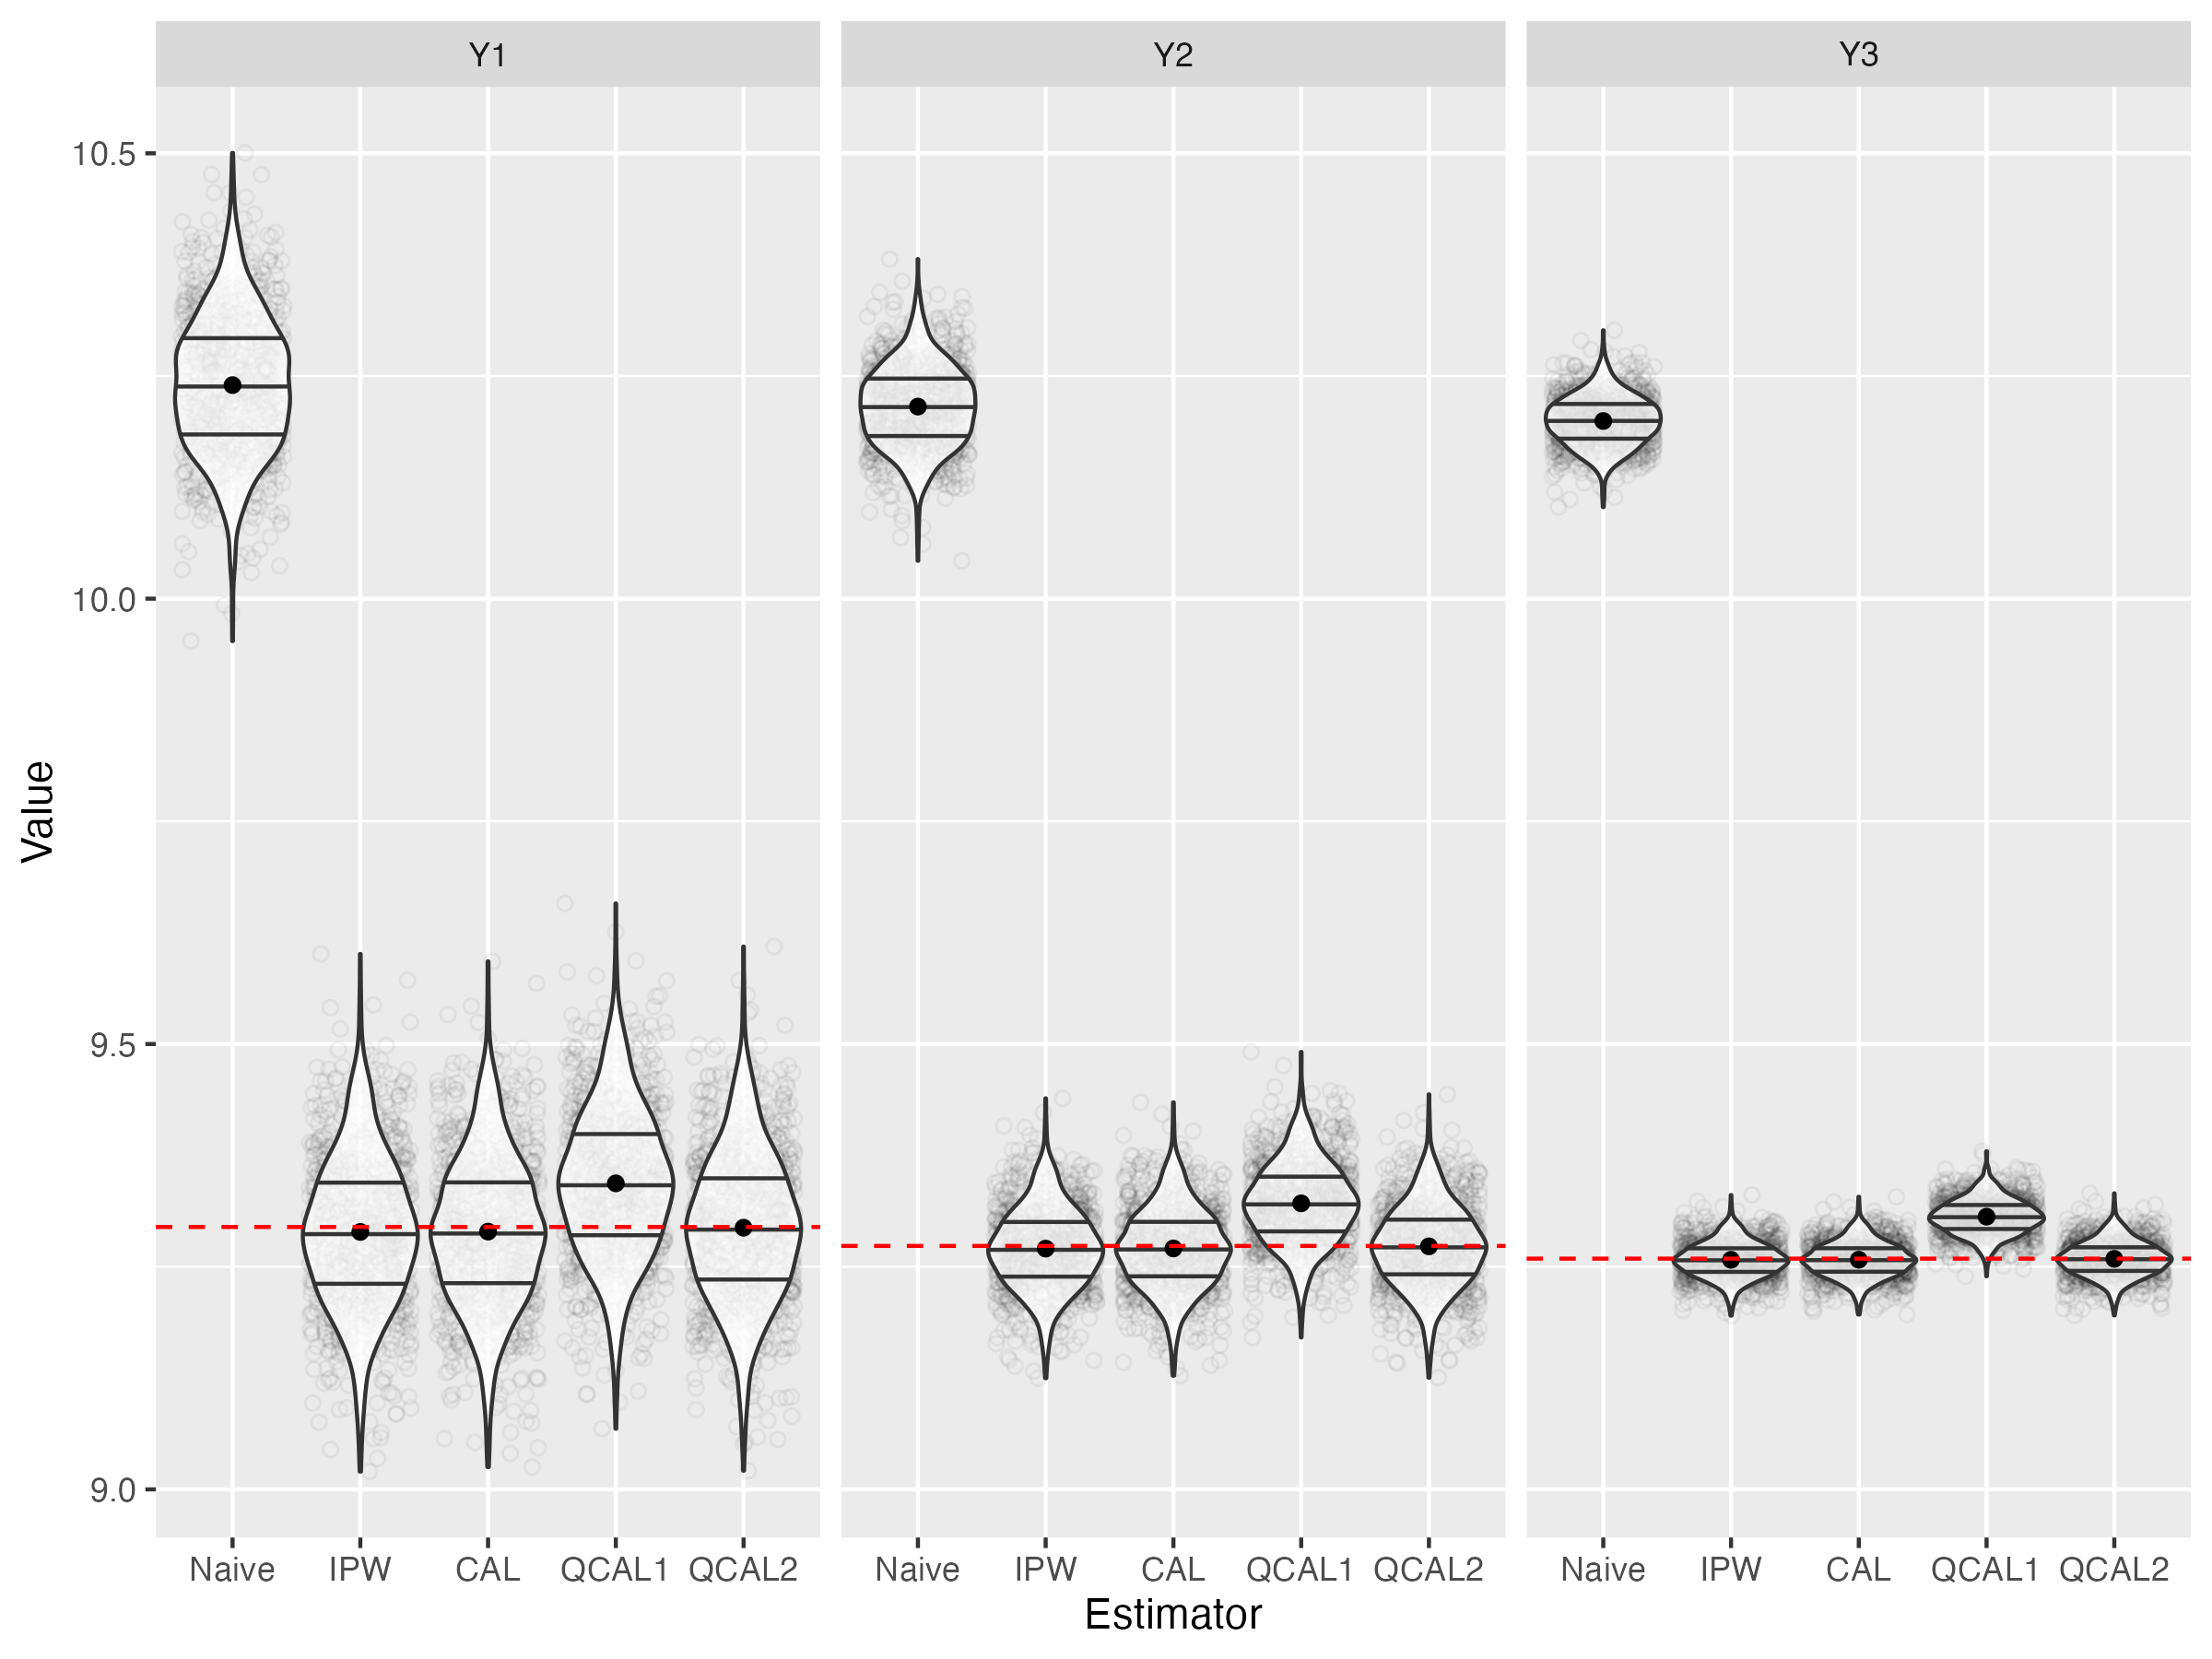 Y1 Y2 Y3
10.5
10.0
Value
9.5
9.0
Naive IPW CAL QCAL1 QCAL2 Naive IPW CAL QCAL1 QCAL2 Naive IPW CAL QCAL1 QCAL2
Estimator